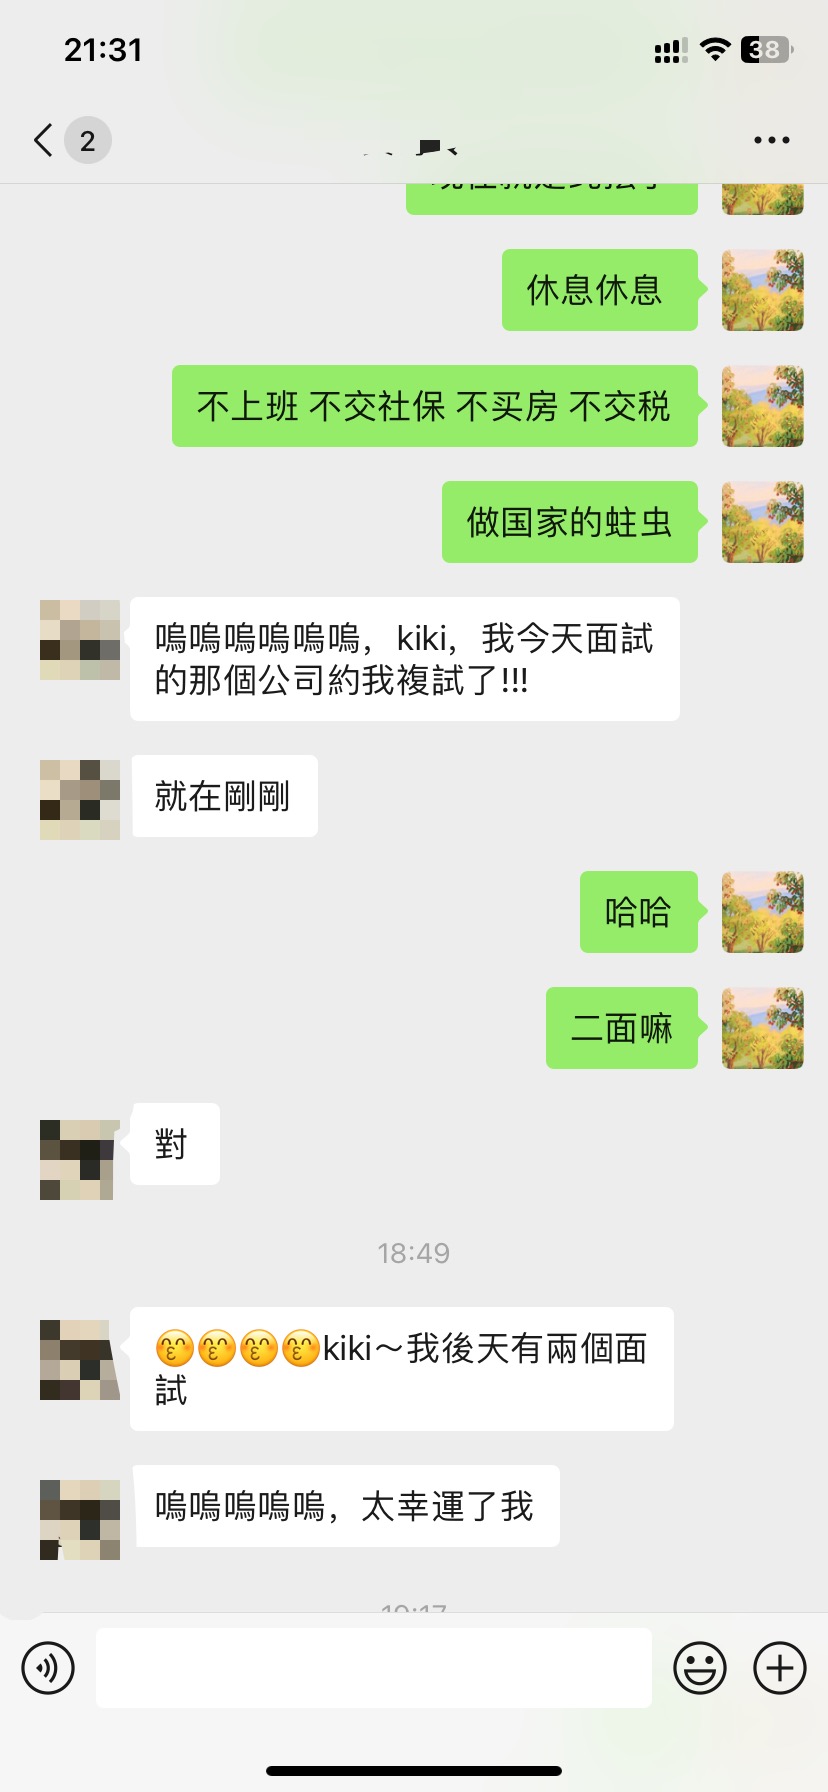 21:31
38
2
休息休息
不上班 不交社保 不买房 不交税
做国家的蛀虫
嗚嗚嗚嗚嗚嗚，kiki，我今天面試
的那個公司約我複試了!!!
就在剛剛
哈哈
二面嘛
對
18:49
kiki～我後天有兩個面
試
嗚嗚嗚嗚嗚，太幸運了我